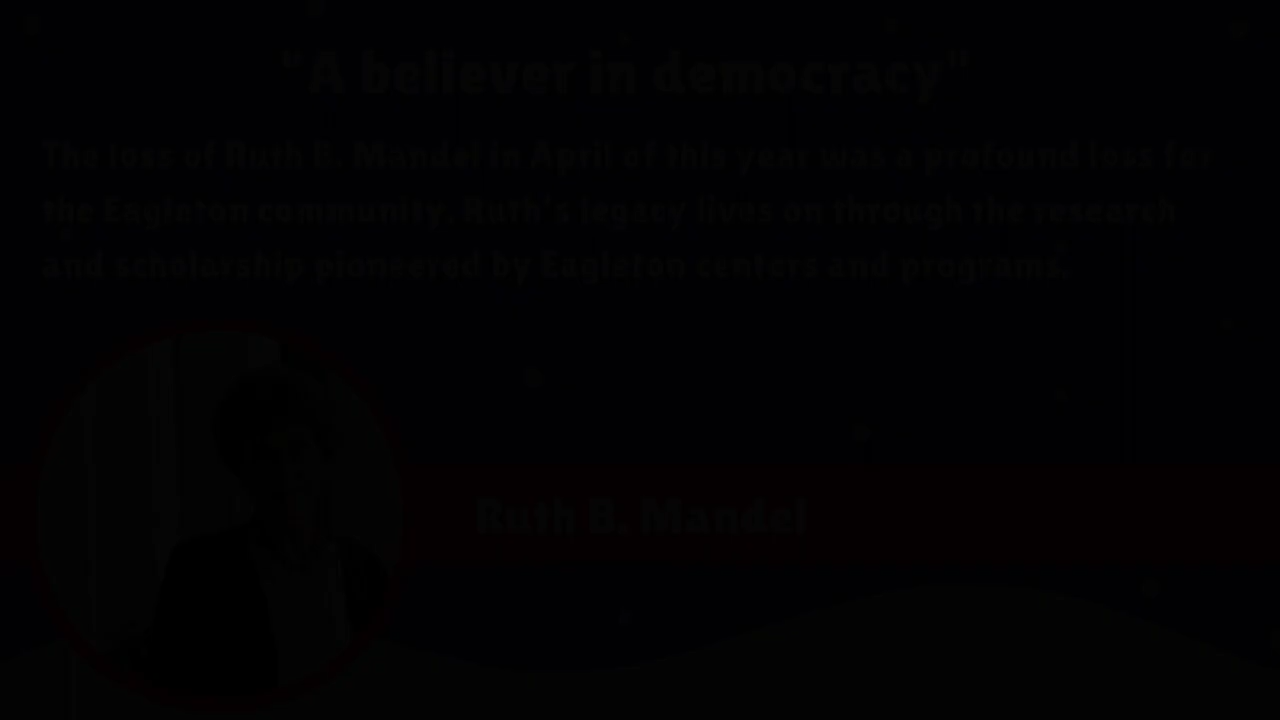 "A believer in democracy"
The loss of Ruth B. Mandel in April of this year was a profound loss for
the Eagleton community. Ruth's legacy lives on through the research
and scholarship pioneered by Eagleton centers and programs.
Ruth B. Mandel